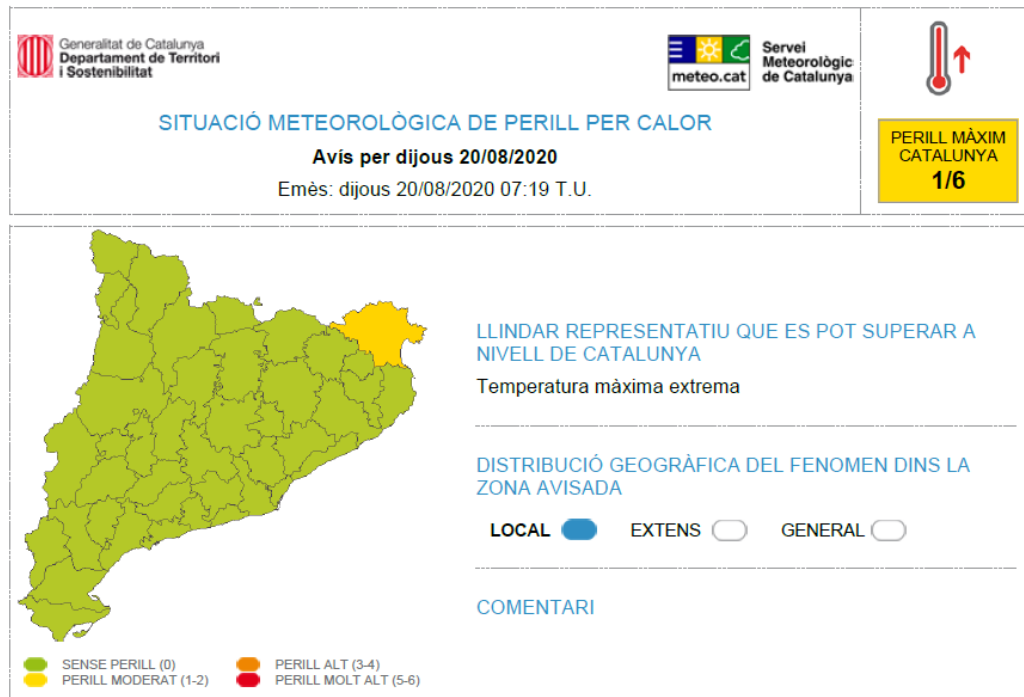 Generalitat de Catalunya
Departament de Territori
i Sostenibilitat
meteo.cat
Servei
Meteorològic
de Catalunya
SITUACIÓ METEOROLÒGICA DE PERILL PER CALOR
Avís per dijous 20/08/2020
Emès: dijous 20/08/2020 07:19 T.U.
PERILL MÀXIM
CATALUNYA
1/6
LLINDAR REPRESENTATIU QUE ES POT SUPERAR A
NIVELL DE CATALUNYA
Temperatura màxima extrema
DISTRIBUCIÓ GEOGRÀFICA DEL FENOMEN DINS LA
ZONA AVISADA
LOCAL EXTENS GENERAL
COMENTARI
SENSE PERILL (0) PERILL ALT (3-4)
PERILL MODERAT (1-2) PERILL MOLT ALT (5-6)